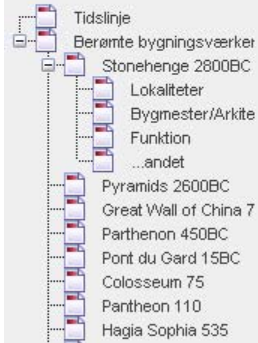 Tidslinje
Berømte bygningsværker
Stonehenge 2800BC
Lokaliteter
Bygmester/Arkite
Funktion
...andet
Pyramids 2600BC
Great Wall of China 7
Parthenon 450BC
Pont du Gard 15BC
Colosseum 75
Pantheon 110
Hagia Sophia 535